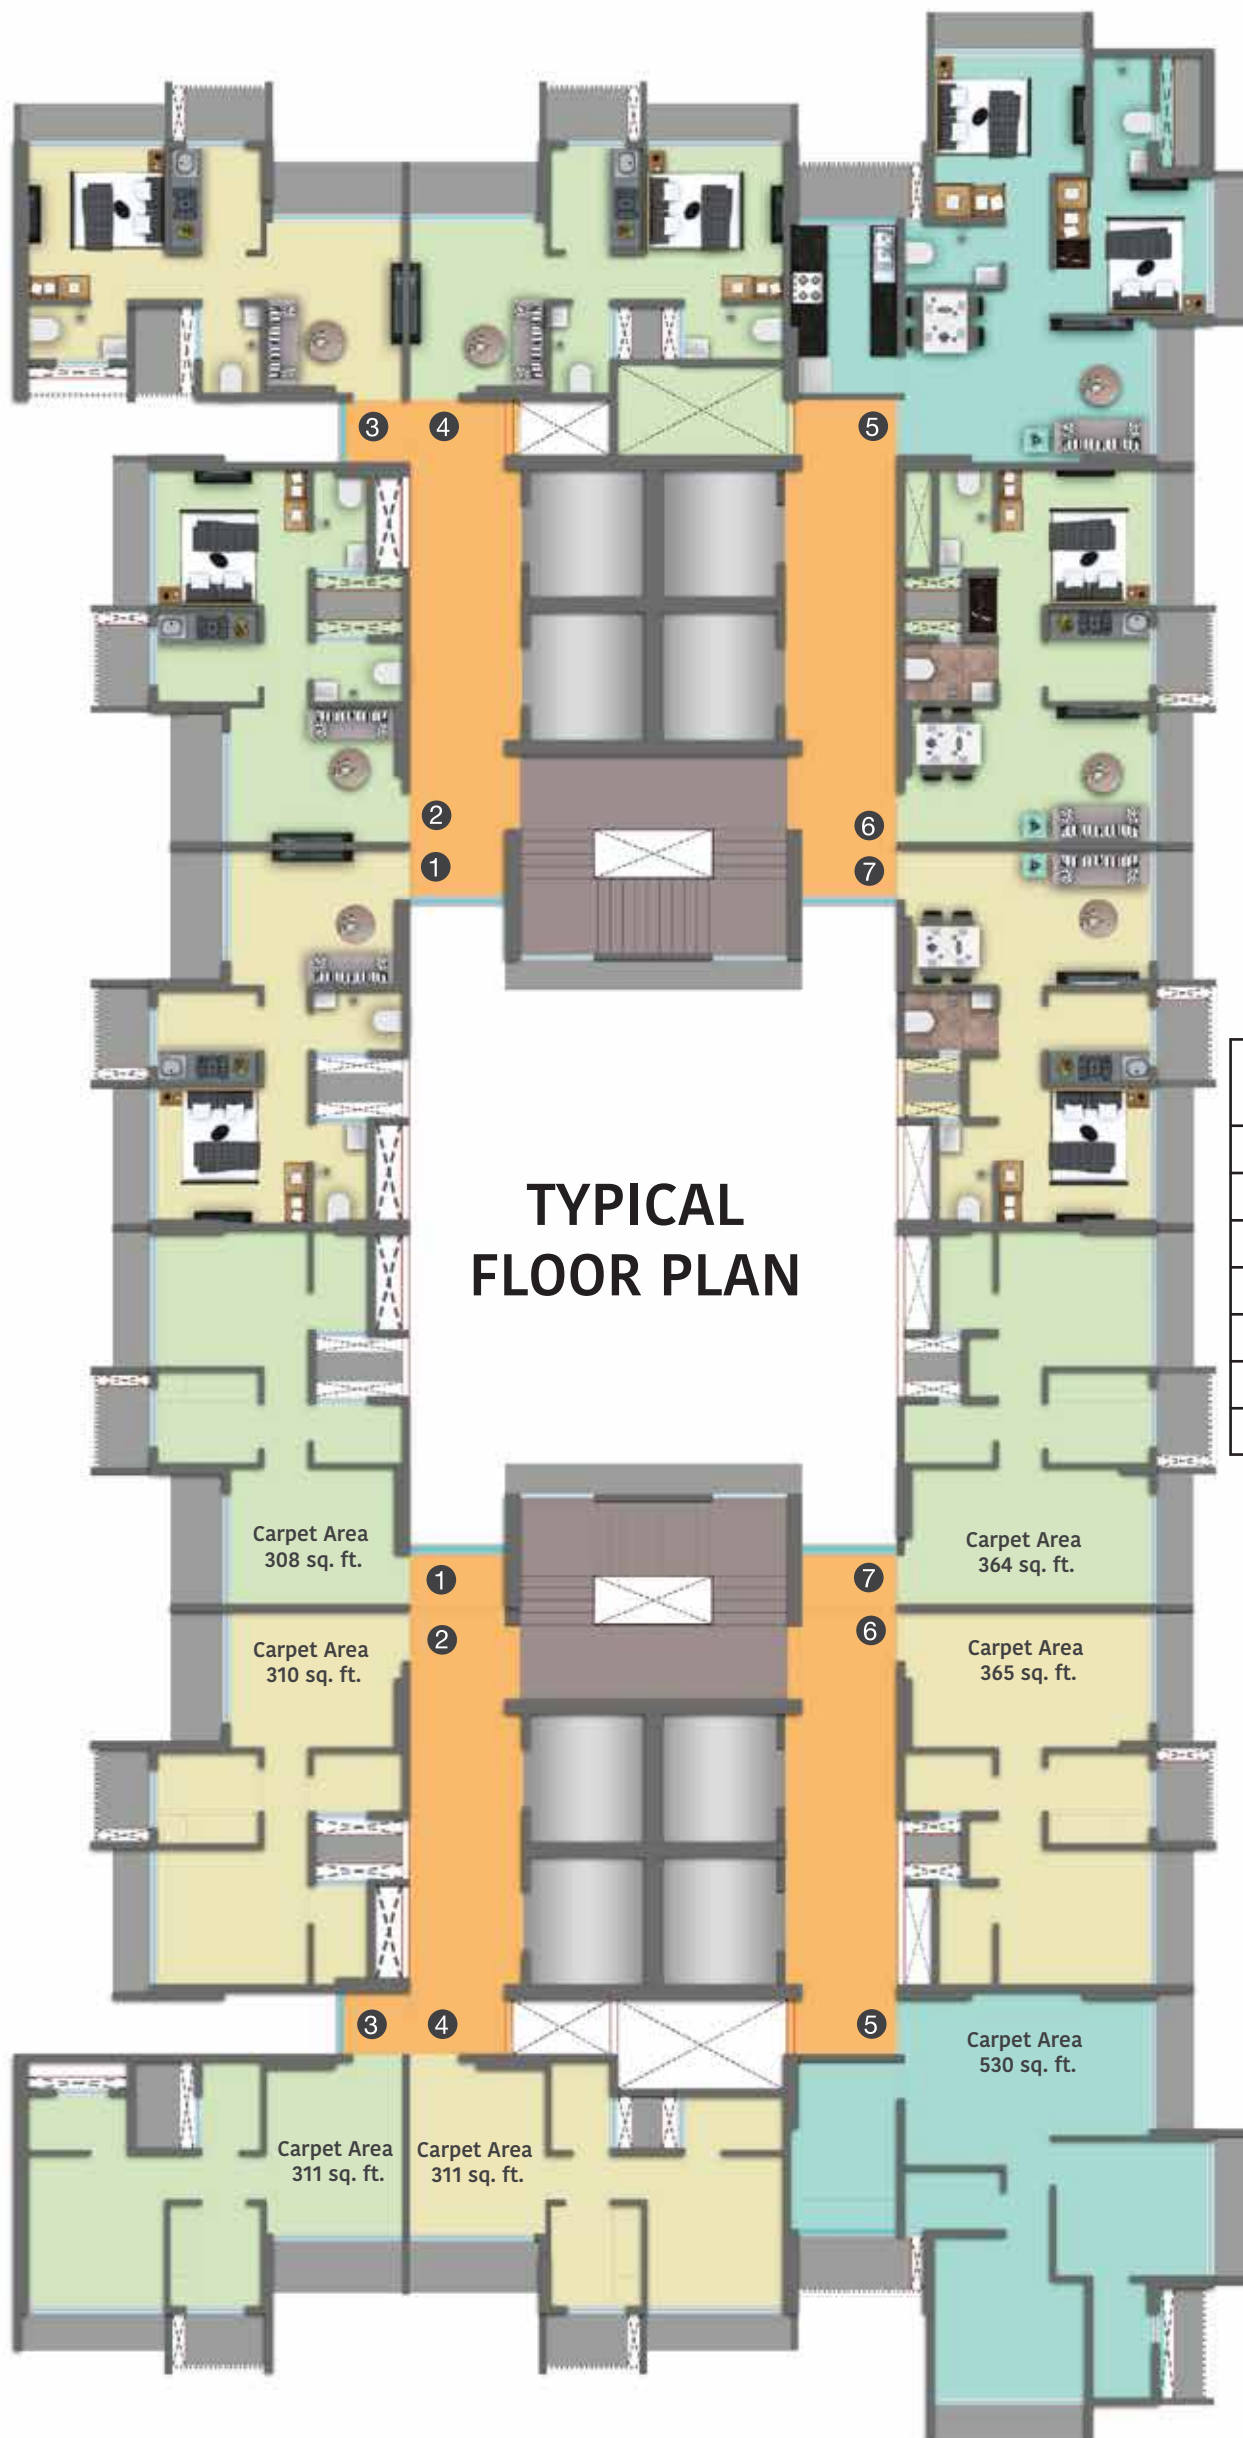 3
4
5
2
6
1
7
TYPICAL
FLOOR PLAN
Carpet Area
308 sq. ft.
Carpet Area
364 sq. ft.
1
7
2
6
Carpet Area
310 sq. ft.
Carpet Area
365 sq. ft.
3
4
5
Carpet Area
530 sq. ft.
Carpet Area
311 sq. ft.
Carpet Area
311 sq. ft.